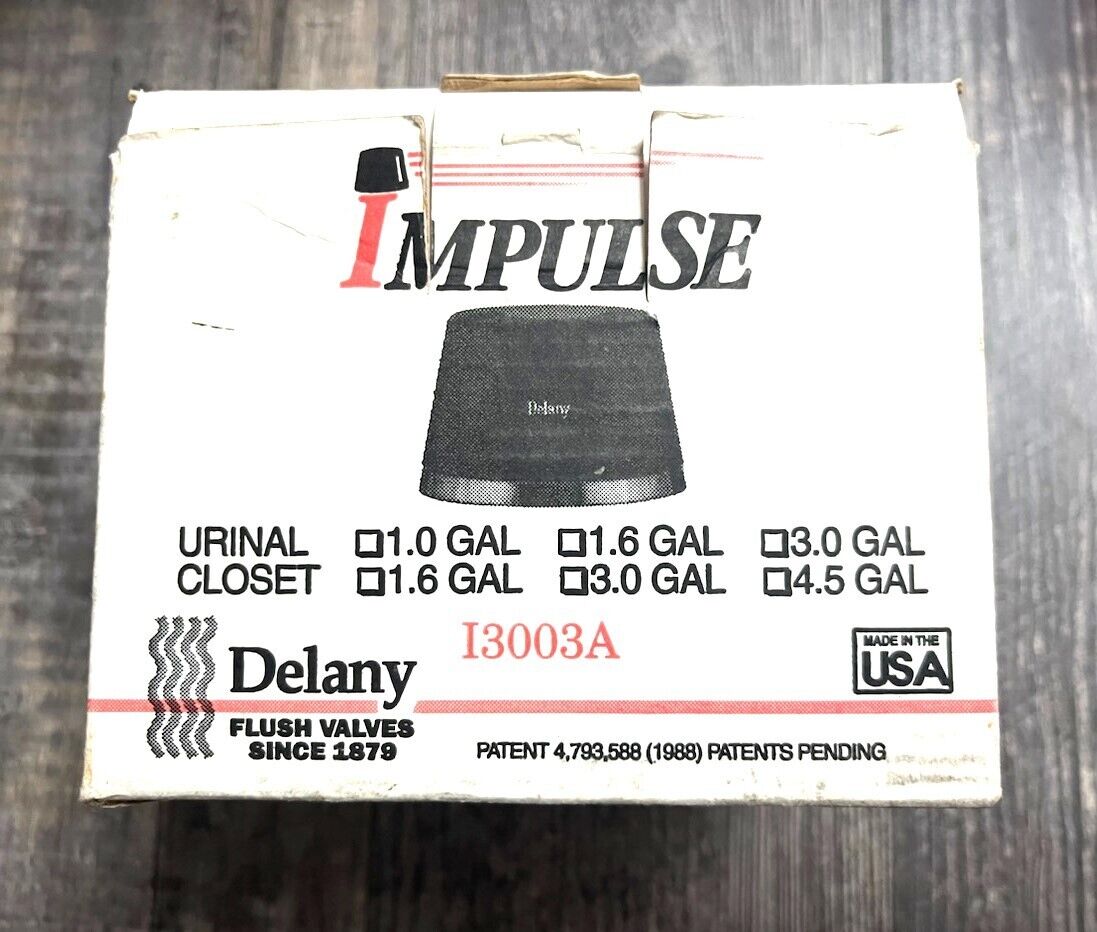 IMPULSE
Delany
URINAL ☐1.0 GAL ☐1.6 GAL ☐3.0 GAL
CLOSET ☐1.6 GAL ☐3.0 GAL ☐4.5 GAL
I3003A
Delany
FLUSH VALVES
SINCE 1879
MADE IN THE
USA
PATENT 4,793,588 (1988) PATENTS PENDING